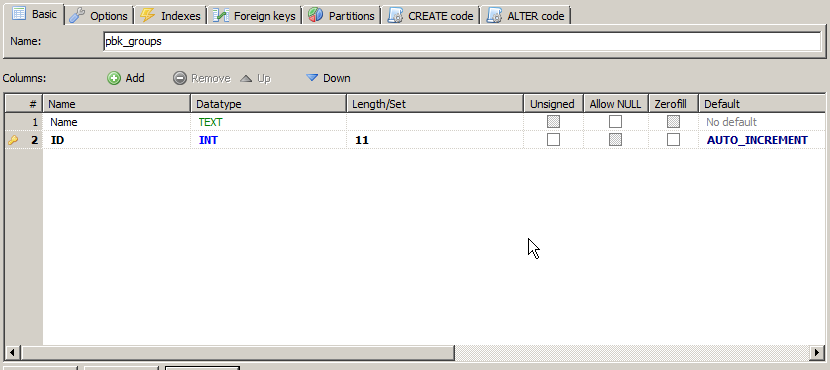 Basic Options Indexes Foreign keys Partitions CREATE code ALTER code
Name: pbk_groups
Columns: Add Remove Up Down
# Name Datatype Length/Set Unsigned Allow NULL Zerofill Default
1 Name TEXT No default
2 ID INT 11 AUTO_INCREMENT